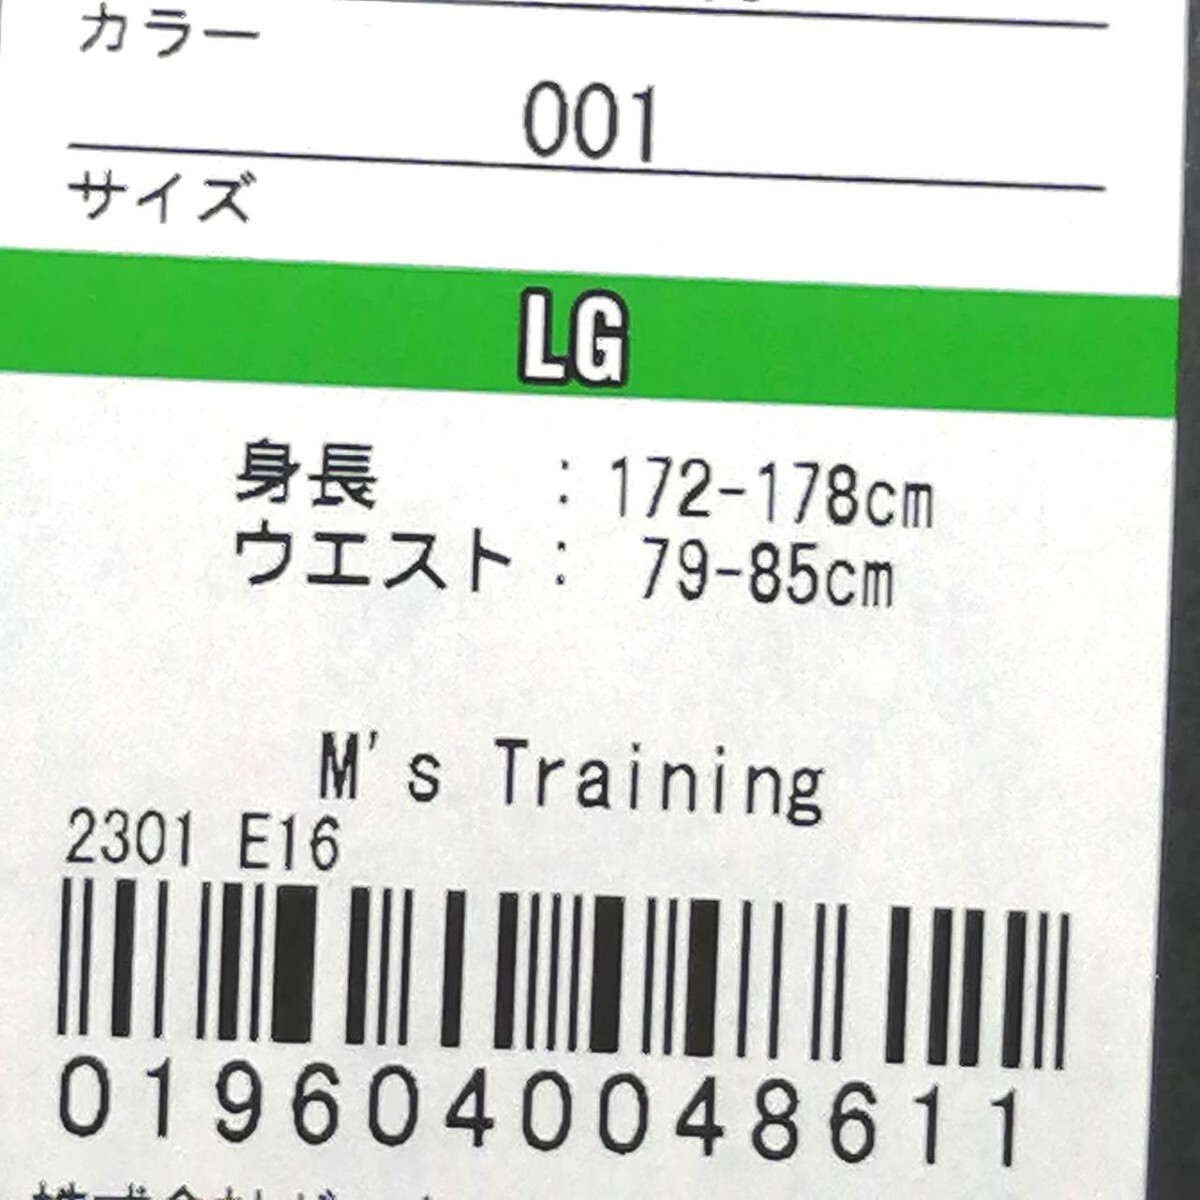 カラー
001
サイズ
LG
身長 : 172-178cm
ウエスト : 79-85cm
M's Training
2301 E16
0196040048611